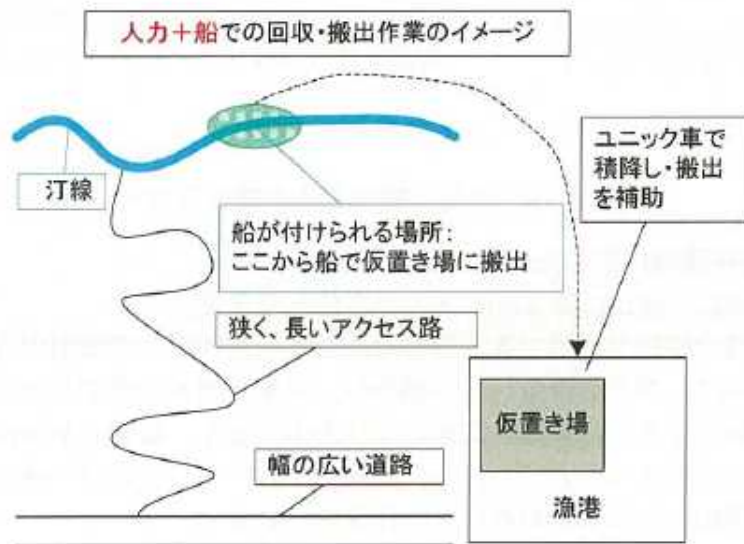 人力＋船での回収・搬出作業のイメージ
ユニック車で
積降し・搬出
を補助
汀線
船が付けられる場所：
ここから船で仮置き場に搬出
狭く、長いアクセス路
仮置き場
幅の広い道路
漁港